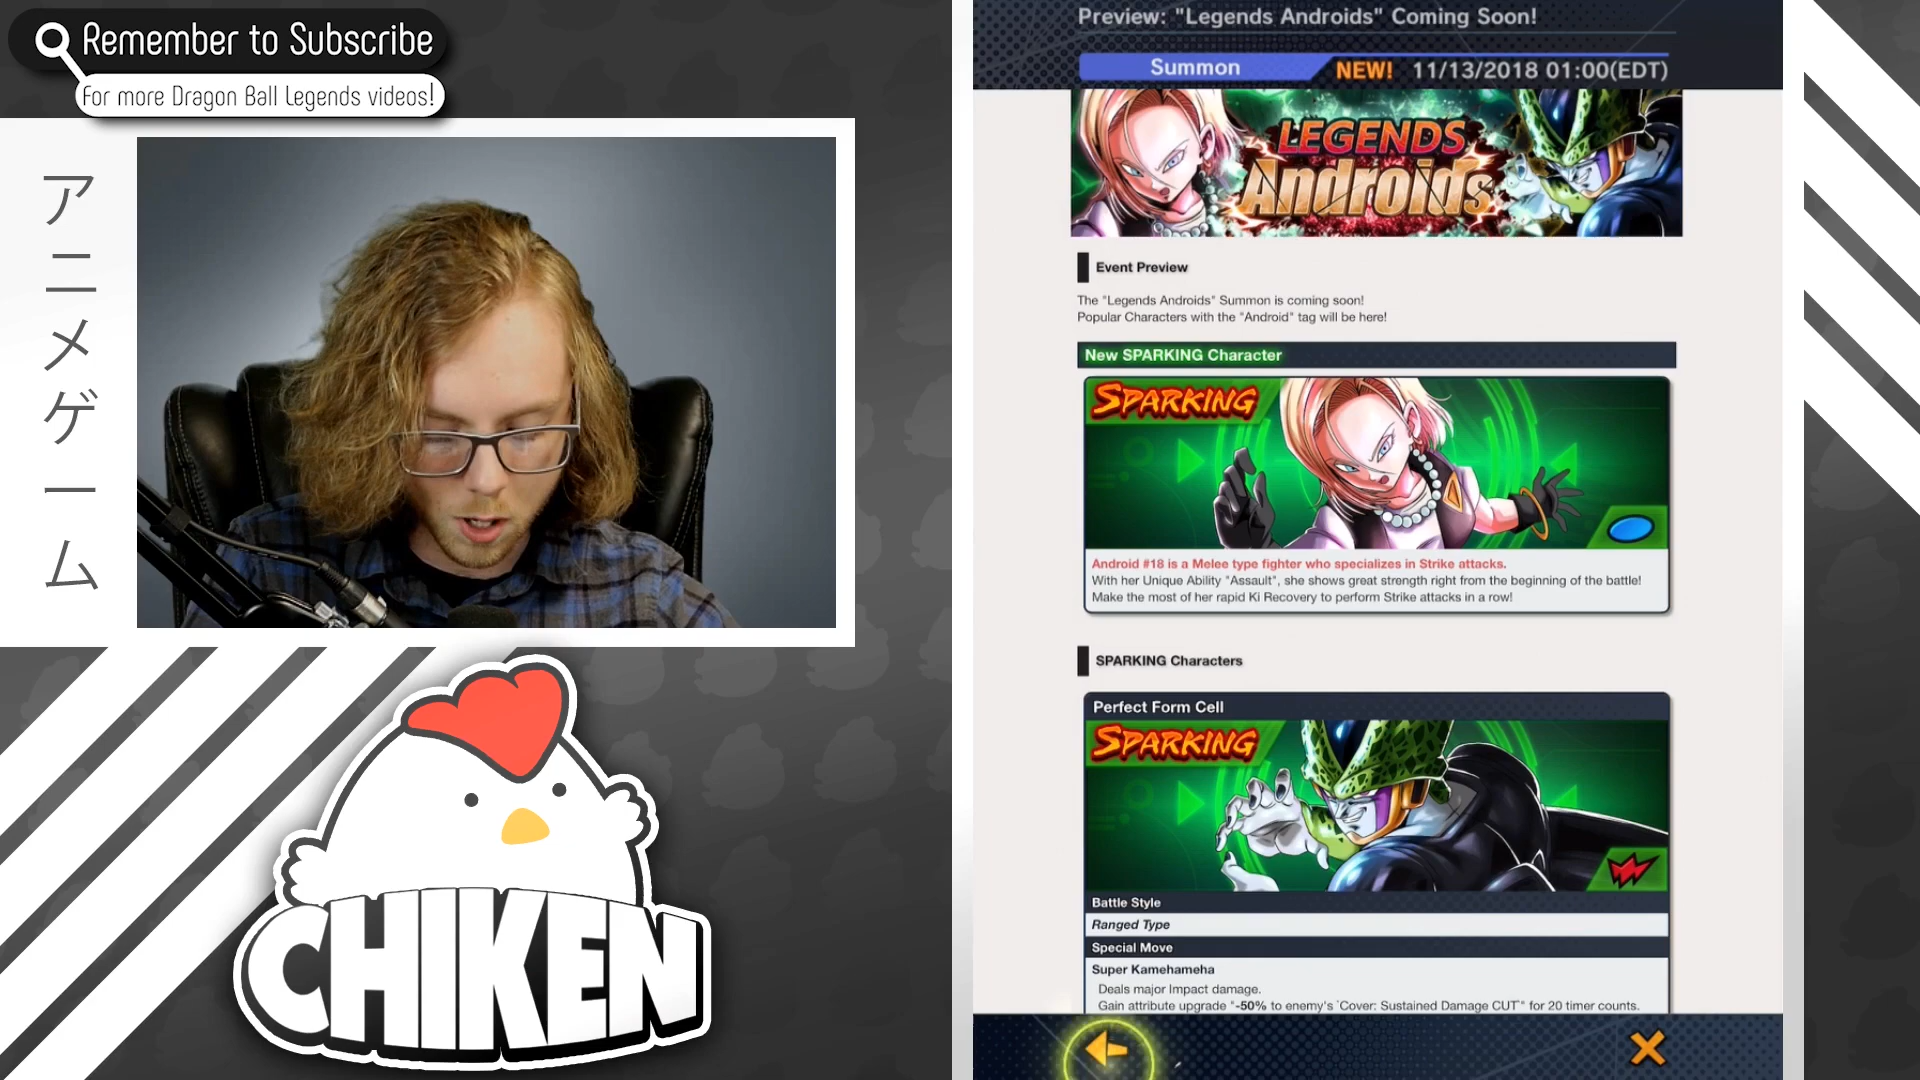 Remember to Subscribe
For more Dragon Ball Legends videos!
アニメゲーム
CHIKEN
Preview: "Legends Androids" Coming Soon!
Summon
NEW! 11/13/2018 01:00(EDT)
LEGENDS
Androids
Event Preview
The "Legends Androids" Summon is coming soon!
Popular Characters with the "Android" tag will be here!
New SPARKING Character
SPARKING
Android #18 is a Melee type fighter who specializes in Strike attacks.
With her Unique Ability "Assault", she shows great strength right from the beginning of the battle!
Make the most of her rapid Ki Recovery to perform Strike attacks in a row!
SPARKING Characters
Perfect Form Cell
SPARKING
Battle Style
Ranged Type
Special Move
Super Kamehameha
Deals major Impact damage.
Gain attribute upgrade "-50% to enemy's `Cover: Sustained Damage CUT`" for 20 timer counts.